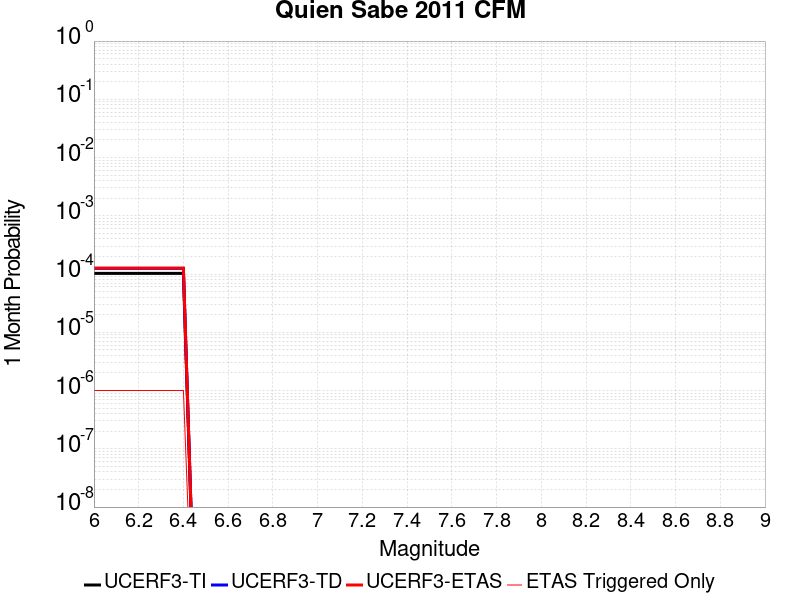 Quien Sabe 2011 CFM
10^0
10^-1
10^-2
10^-3
10^-4
10^-5
10^-6
10^-7
10^-8
1 Month Probability
6 6.2 6.4 6.6 6.8 7 7.2 7.4 7.6 7.8 8 8.2 8.4 8.6 8.8 9
Magnitude
UCERF3-TI UCERF3-TD UCERF3-ETAS ETAS Triggered Only